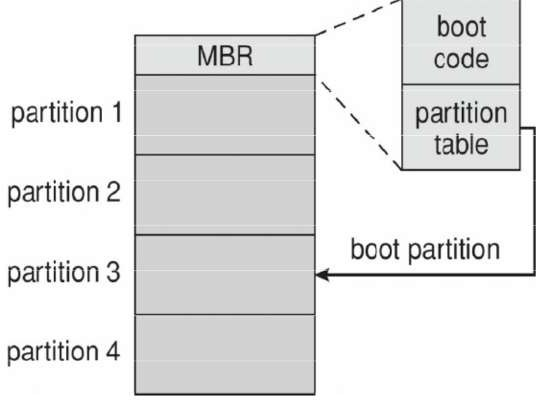 MBR
boot
code
partition
table
partition 1
partition 2
boot partition
partition 3
partition 4